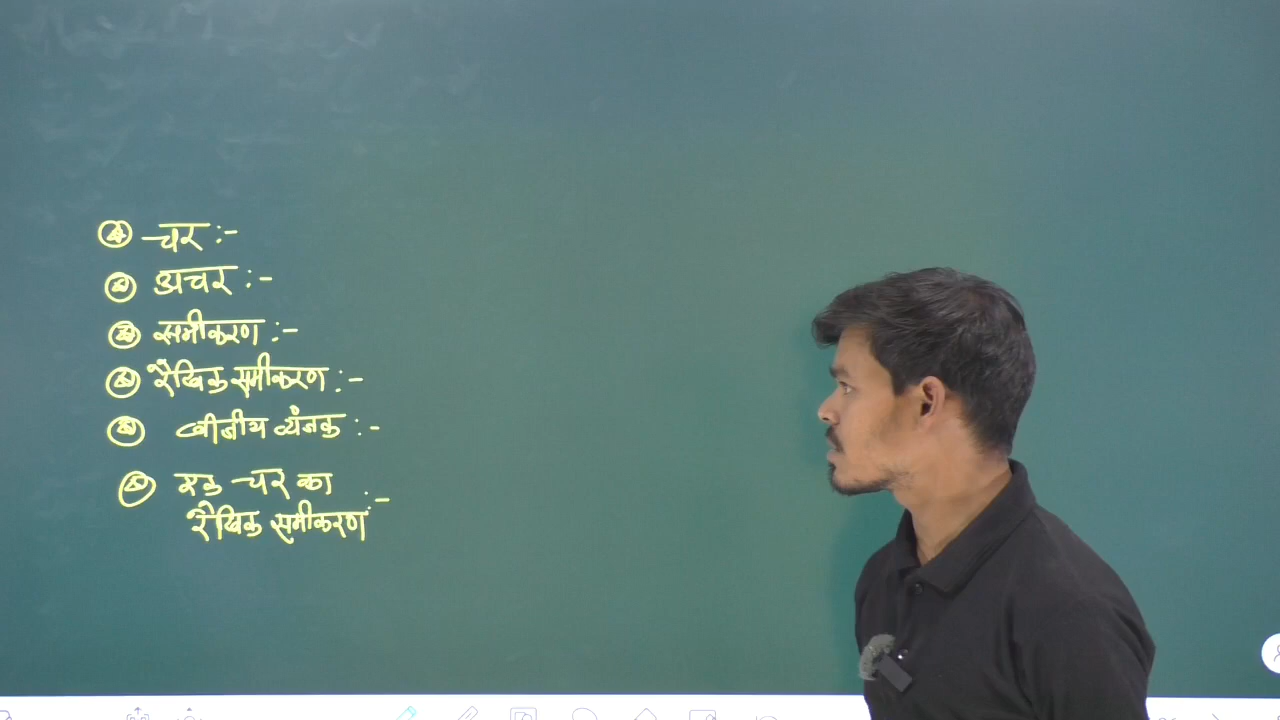 चर :-
अचर :-
समीकरण :-
रैखिक समीकरण :-
बीजीय व्यंजक :-
एक चर का
रैखिक समीकरण :-